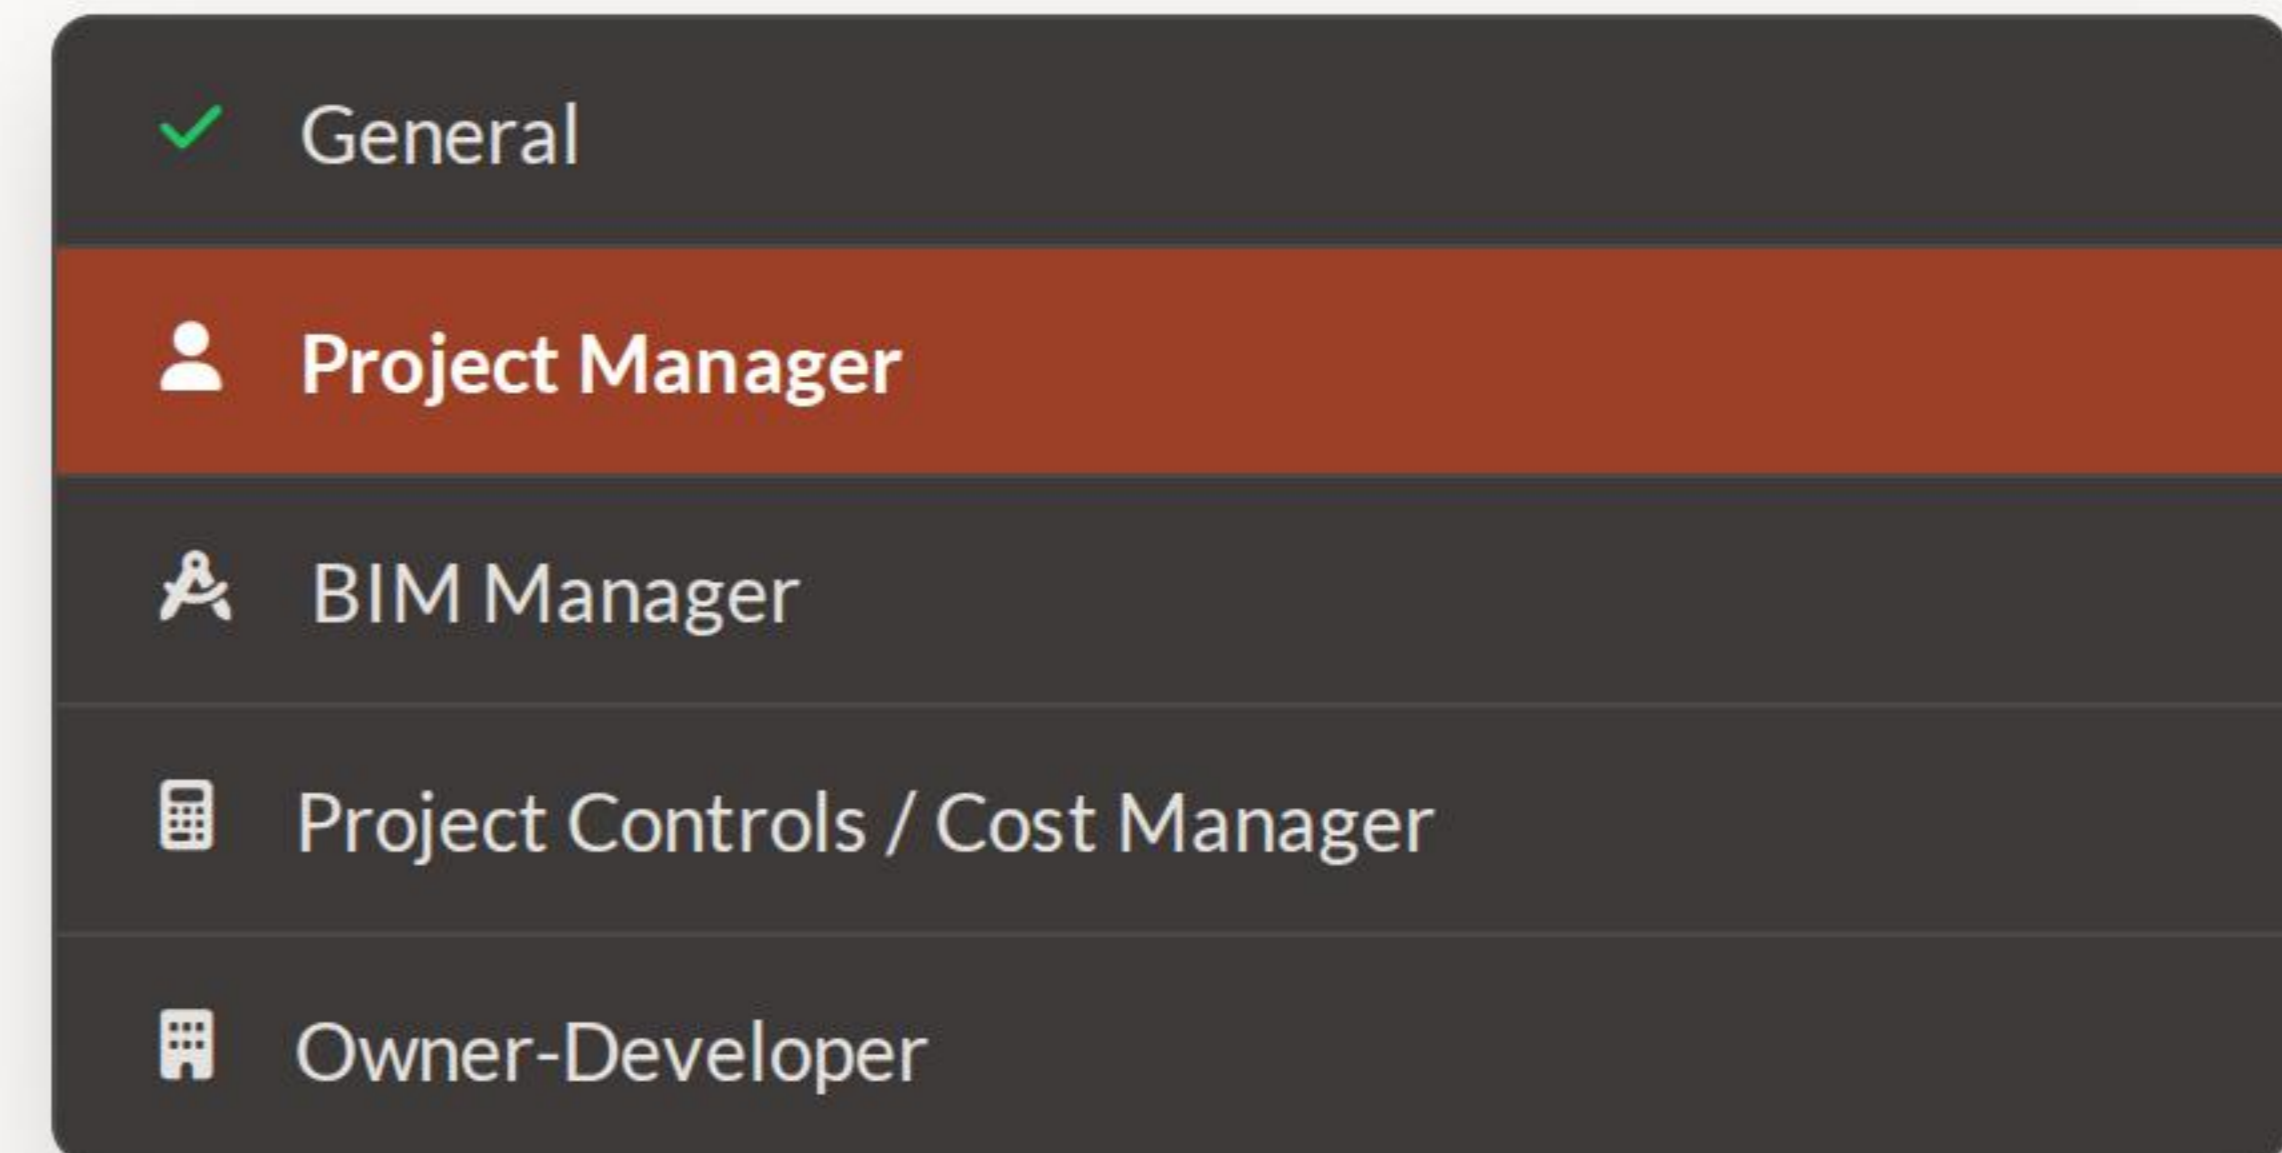 General
Project Manager
BIM Manager
Project Controls / Cost Manager
Owner-Developer